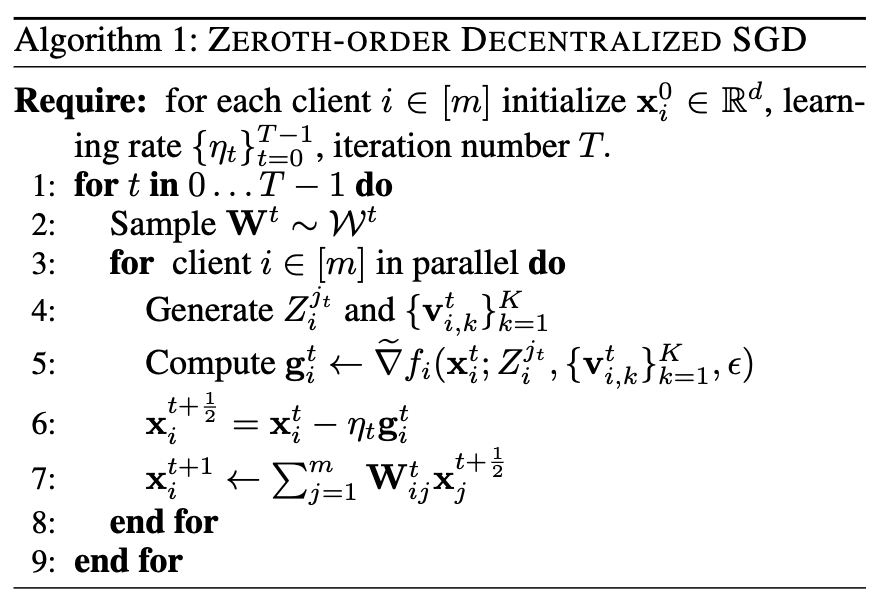 Algorithm 1: ZEROTH-ORDER DECENTRALIZED SGD
Require: for each client $i \in [m]$ initialize $\mathbf{x}_i^0 \in \mathbb{R}^d$, learn-
ing rate $\{\eta_t\}_{t=0}^{T-1}$, iteration number $T$.
1: for $t$ in $0 \ldots T-1$ do
2: Sample $\mathbf{W}^t \sim \mathcal{W}^t$
3: for client $i \in [m]$ in parallel do
4: Generate $Z_i^{j_t}$ and $\{\mathbf{v}_{i,k}^t\}_{k=1}^K$
5: Compute $\mathbf{g}_i^t \leftarrow \widetilde{\nabla} f_i(\mathbf{x}_i^t; Z_i^{j_t}, \{\mathbf{v}_{i,k}^t\}_{k=1}^K, \epsilon)$
6: $\mathbf{x}_i^{t+\frac{1}{2}} = \mathbf{x}_i^t - \eta_t \mathbf{g}_i^t$
7: $\mathbf{x}_i^{t+1} \leftarrow \sum_{j=1}^m \mathbf{W}_{ij}^t \mathbf{x}_j^{t+\frac{1}{2}}$
8: end for
9: end for